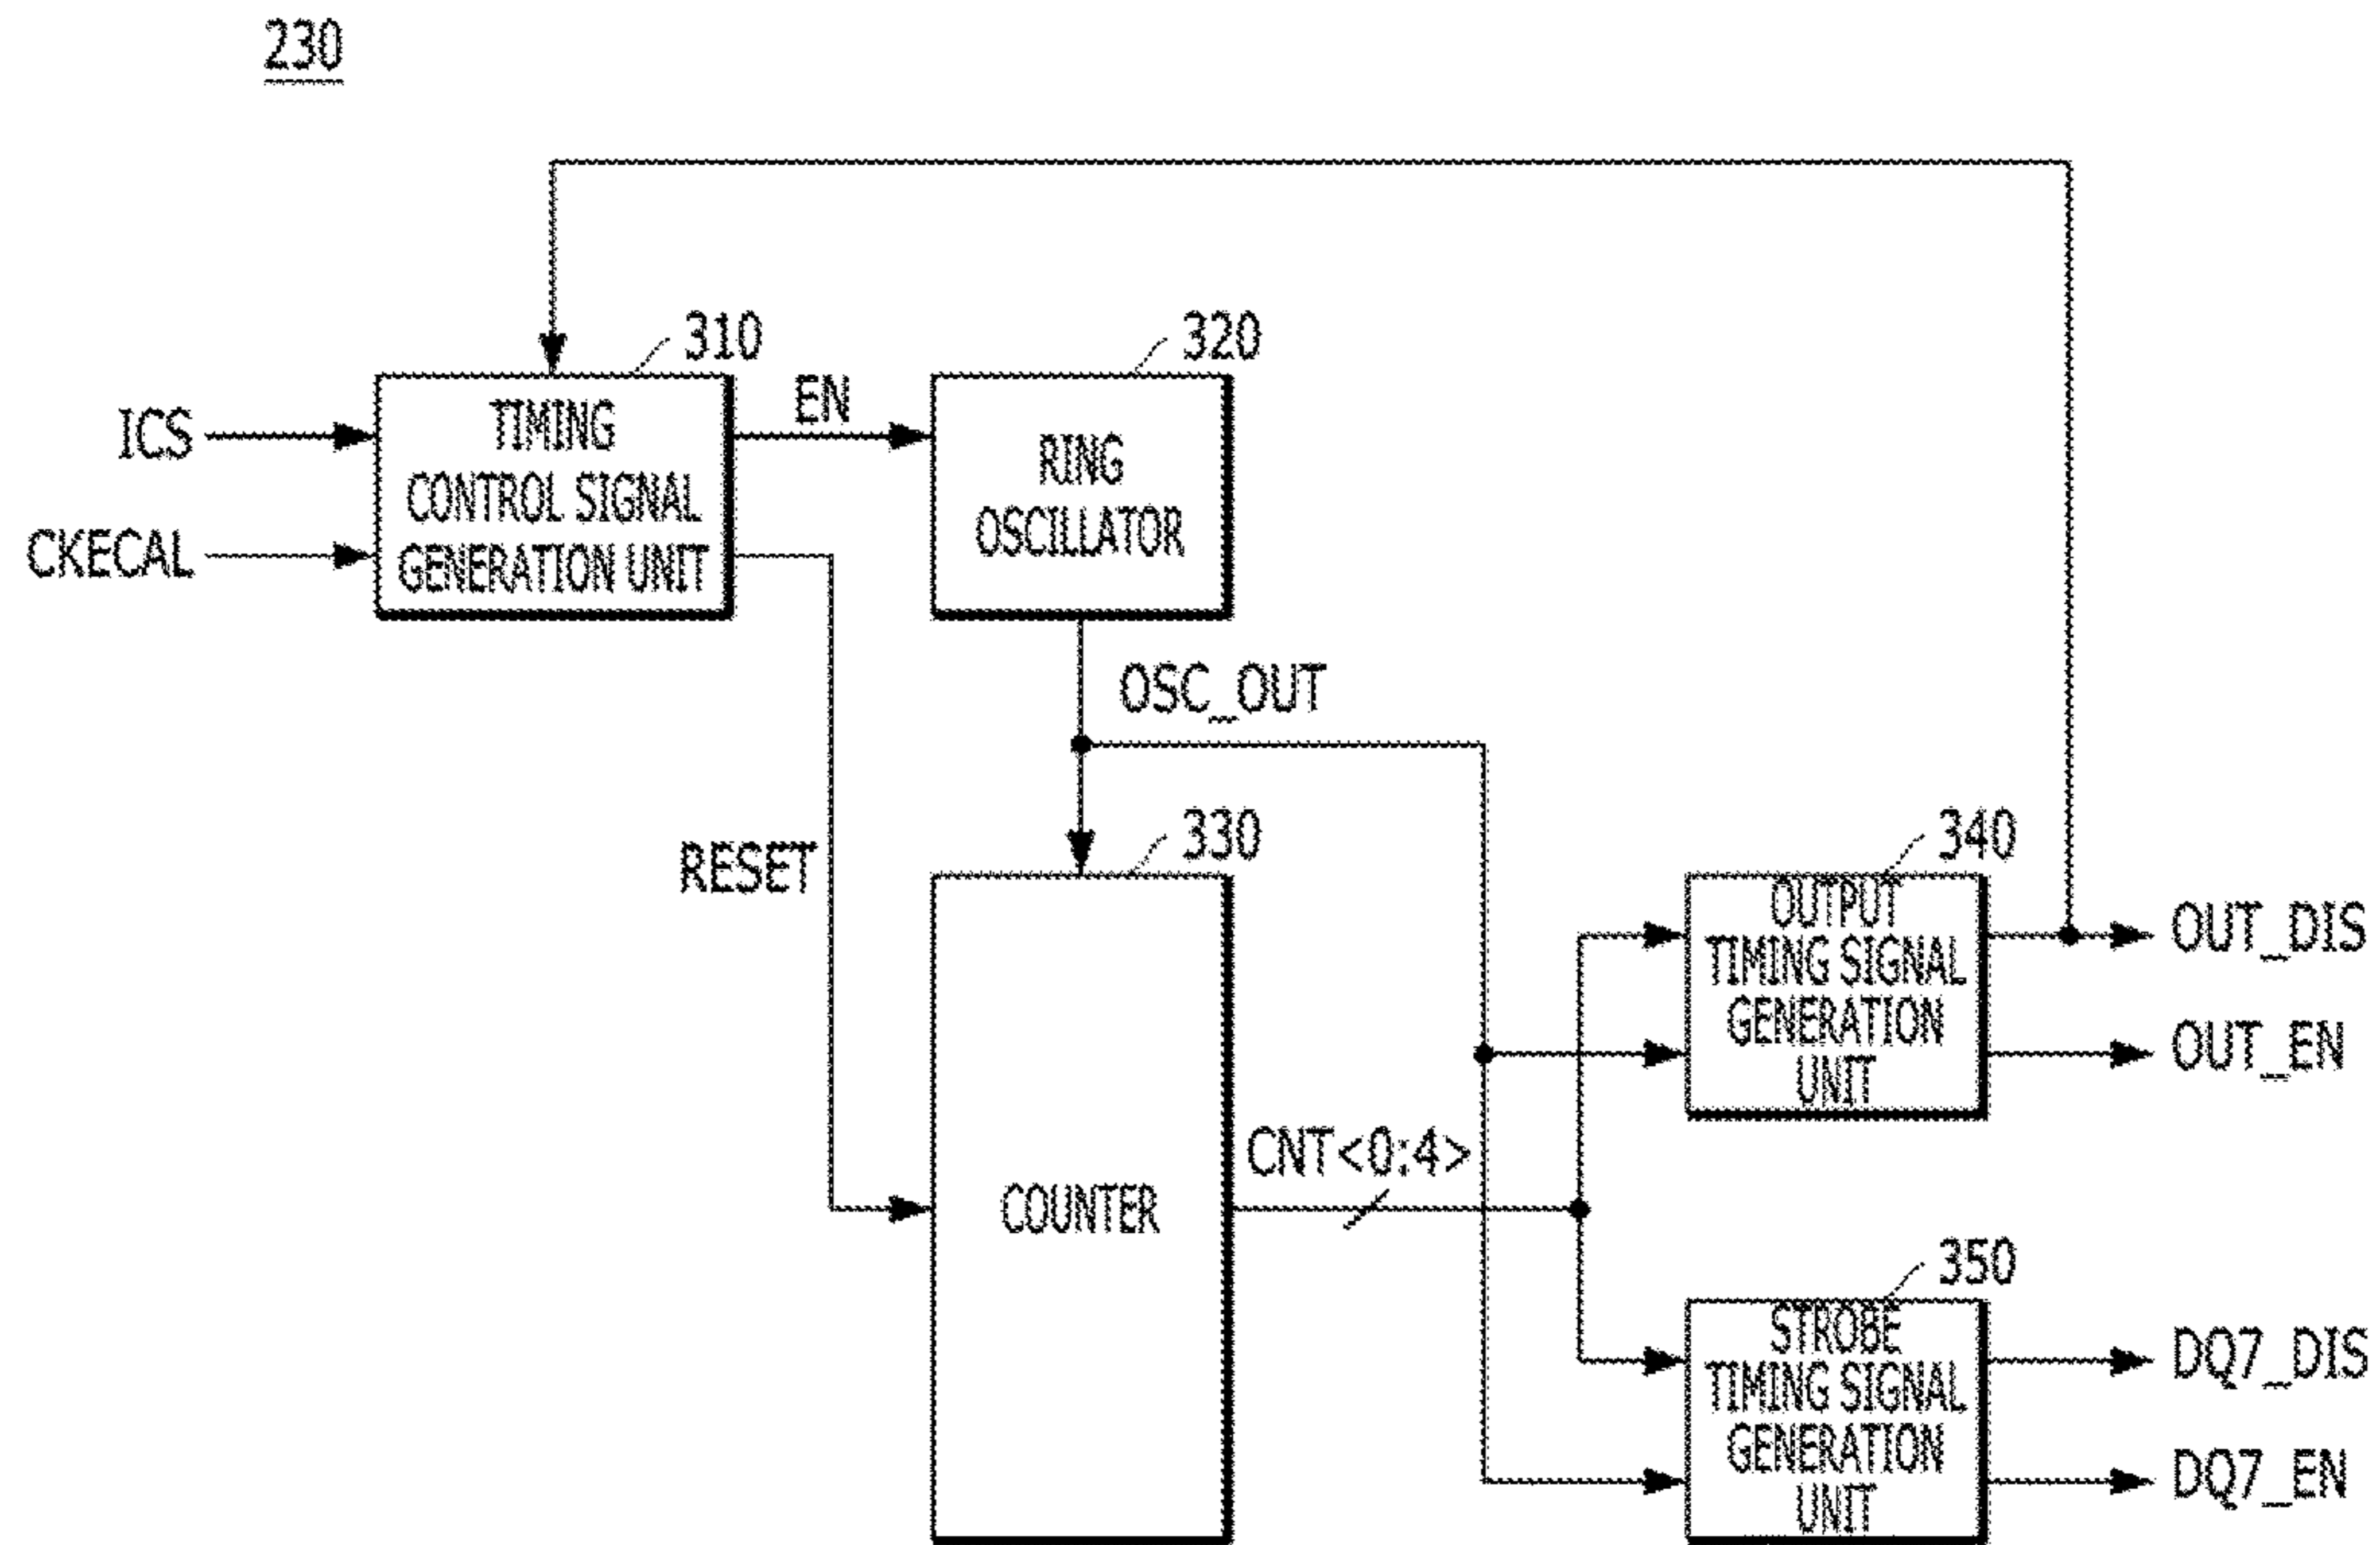 230
310
320
ICS
CKECAL
TIMING
CONTROL SIGNAL
GENERATION UNIT
EN
RING
OSCILLATOR
OSC_OUT
RESET
330
340
COUNTER
CNT<0:4>
OUTPUT
TIMING SIGNAL
GENERATION
UNIT
OUT_DIS
OUT_EN
350
STROBE
TIMING SIGNAL
GENERATION
UNIT
DQ7_DIS
DQ7_EN